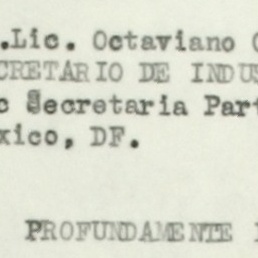 .Lic. Octaviano C
CRETARIO DE INDUS
c Secretaria Part
xico, DF.
PROFUNDAMENTE